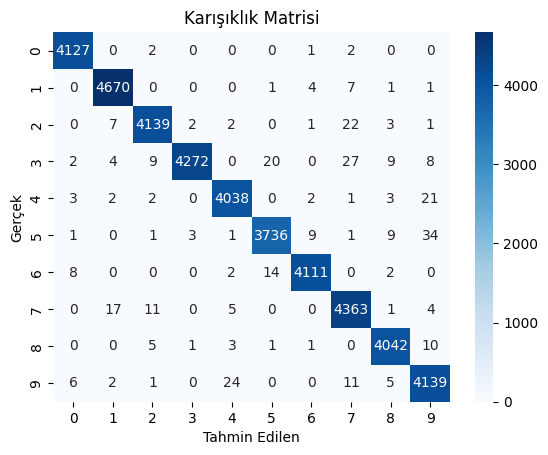 Karışıklık Matrisi
0 4127 0 2 0 0 0 1 2 0 0
1 0 4670 0 0 0 1 4 7 1 1
2 0 7 4139 2 2 0 1 22 3 1
3 2 4 9 4272 0 20 0 27 9 8
4 3 2 2 0 4038 0 2 1 3 21
5 1 0 1 3 1 3736 9 1 9 34
6 8 0 0 0 2 14 4111 0 2 0
7 0 17 11 0 5 0 0 4363 1 4
8 0 0 5 1 3 1 1 0 4042 10
9 6 2 1 0 24 0 0 11 5 4139
0 1 2 3 4 5 6 7 8 9
Gerçek
Tahmin Edilen
4000
3000
2000
1000
0